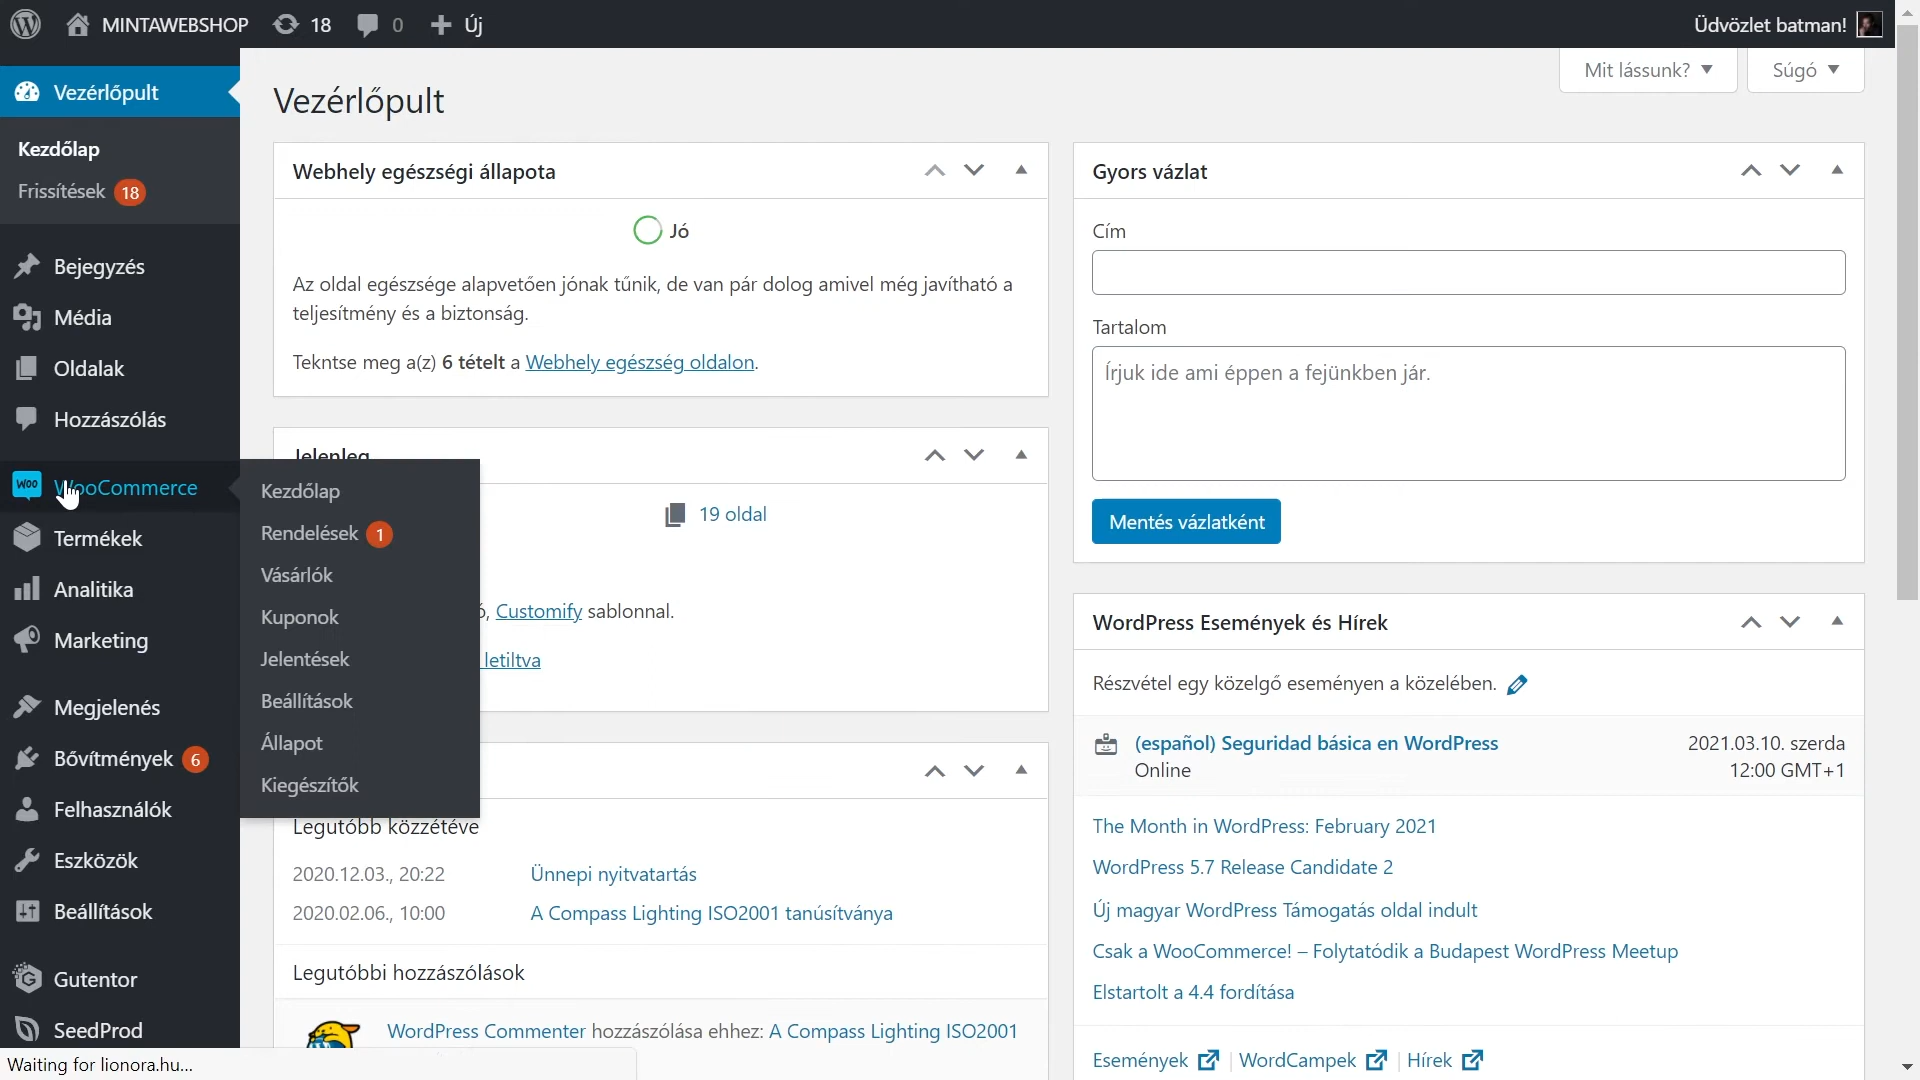 MINTAWEBSHOP 18 0 Új Üdvözlet batman!
Mit lássunk? Súgó
Vezérlőpult
Kezdőlap
Frissítések 18
Bejegyzés
Média
Oldalak
Hozzászólás
WooCommerce
Termékek
Analitika
Marketing
Megjelenés
Bővítmények 6
Felhasználók
Eszközök
Beállítások
Gutentor
SeedProd
Kezdőlap
Rendelések 1
Vásárlók
Kuponok
Jelentések
Beállítások
Állapot
Kiegészítők
Vezérlőpult
Webhely egészségi állapota
Jó
Az oldal egészsége alapvetően jónak tűnik, de van pár dolog amivel még javítható a
teljesítmény és a biztonság.
Tekntse meg a(z) 6 tételt a Webhely egészség oldalon.
Jelenleg
19 oldal
ó, Customify sablonnal.
letiltva
Legutóbb közzétéve
2020.12.03., 20:22 Ünnepi nyitvatartás
2020.02.06., 10:00 A Compass Lighting ISO2001 tanúsítványa
Legutóbbi hozzászólások
WordPress Commenter hozzászólása ehhez: A Compass Lighting ISO2001
Gyors vázlat
Cím
Tartalom
Írjuk ide ami éppen a fejünkben jár.
Mentés vázlatként
WordPress Események és Hírek
Részvétel egy közelgő eseményen a közelében.
(español) Seguridad básica en WordPress 2021.03.10. szerda
Online 12:00 GMT+1
The Month in WordPress: February 2021
WordPress 5.7 Release Candidate 2
Új magyar WordPress Támogatás oldal indult
Csak a WooCommerce! – Folytatódik a Budapest WordPress Meetup
Elstartolt a 4.4 fordítása
Események WordCampek Hírek
Waiting for lionora.hu...